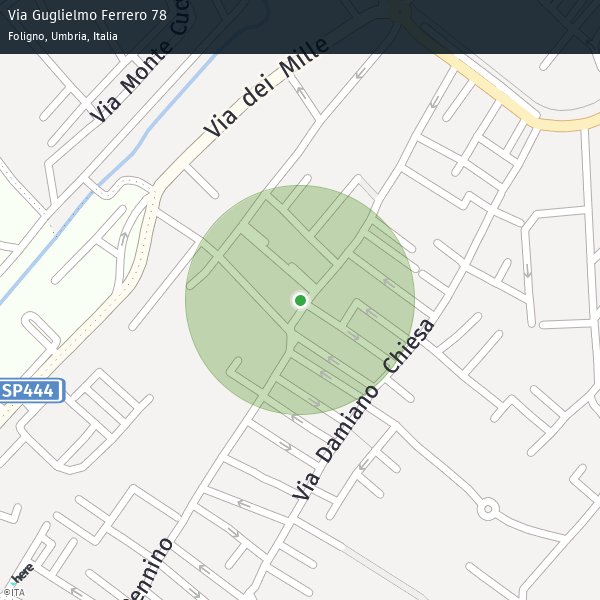 Via Guglielmo Ferrero 78
Foligno, Umbria, Italia
Via Monte Cuc
Via dei Mille
SP444
Via Damiano Chiesa
ennino
here
©ITA